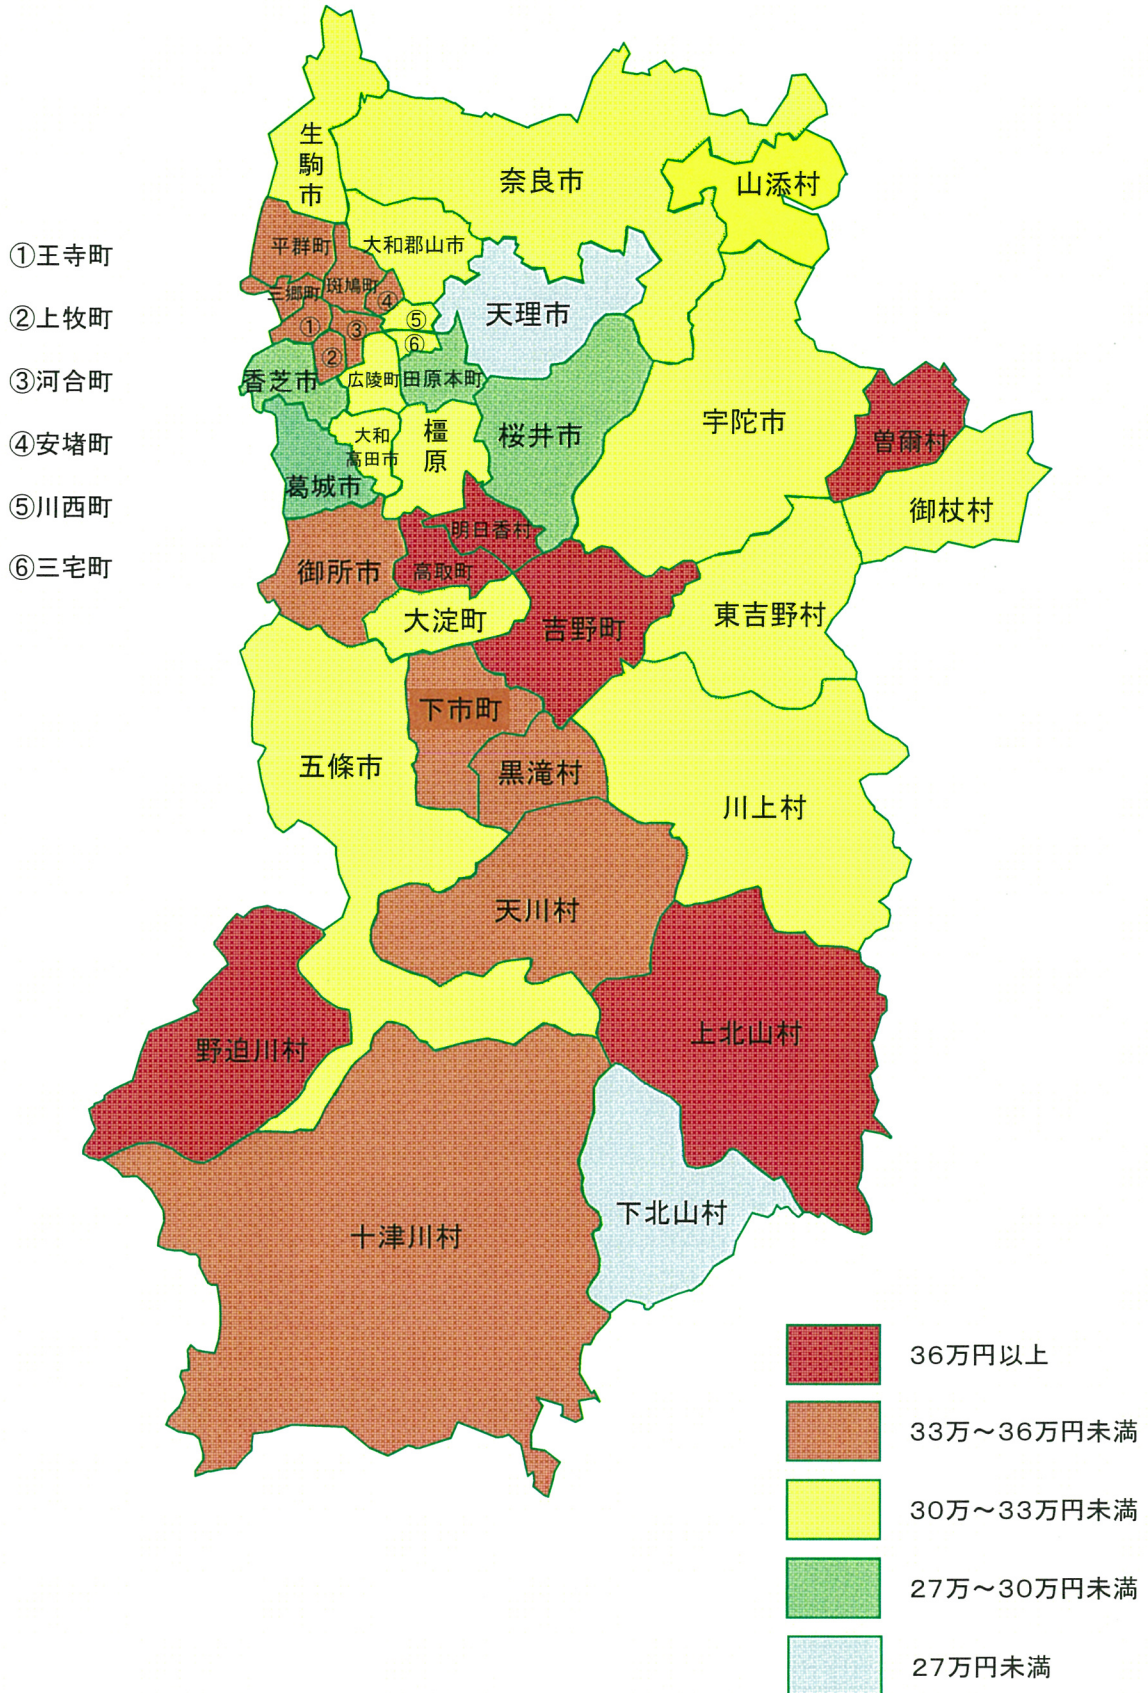 生駒市
奈良市
山添村
平群町
大和郡山市
①王寺町
斑鳩町
三郷町
④
天理市
②上牧町
①
③
⑤
⑥
②
③河合町
香芝市
広陵町
田原本町
桜井市
宇陀市
大和
高田市
橿原
曽爾村
④安堵町
葛城市
御杖村
⑤川西町
明日香村
⑥三宅町
御所市
高取町
大淀町
吉野町
東吉野村
下市町
五條市
黒滝村
川上村
天川村
野迫川村
上北山村
十津川村
下北山村
36万円以上
33万～36万円未満
30万～33万円未満
27万～30万円未満
27万円未満